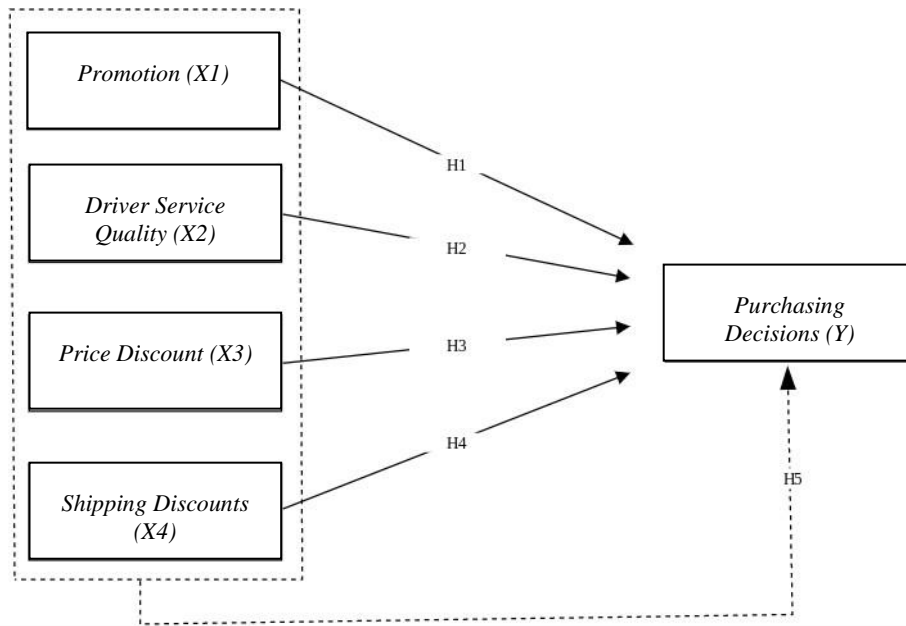 Promotion (X1)
H1
Driver Service
Quality (X2)
H2
Purchasing
Decisions (Y)
Price Discount (X3)
H3
H4
Shipping Discounts
(X4)
H5